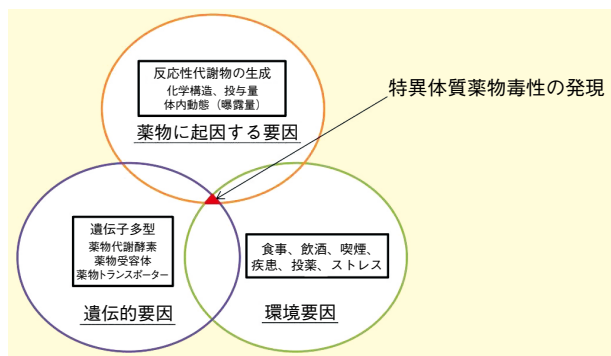 反応性代謝物の生成
化学構造、投与量
体内動態（曝露量）
薬物に起因する要因
特異体質薬物毒性の発現
遺伝子多型
薬物代謝酵素
薬物受容体
薬物トランスポーター
遺伝的要因
食事、飲酒、喫煙、
疾患、投薬、ストレス
環境要因